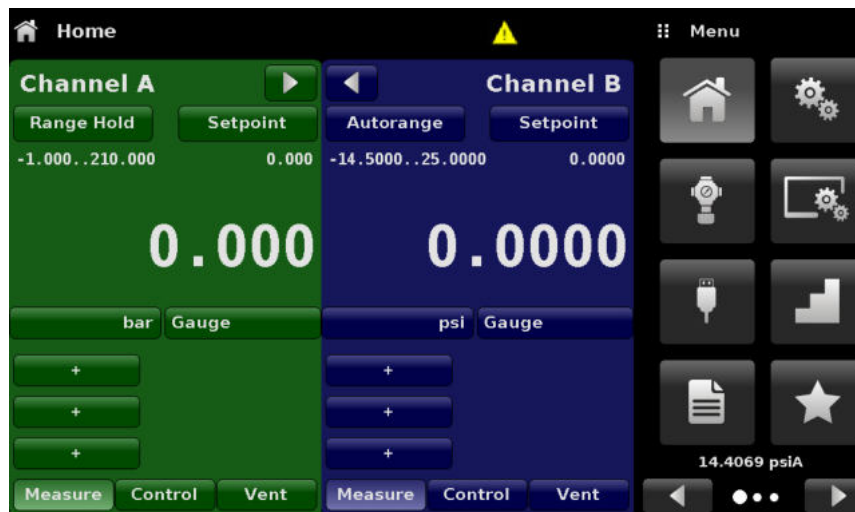 Home
Menu
Channel A
Channel B
Range Hold Setpoint
Autorange Setpoint
-1.000..210.000 0.000
-14.5000..25.0000 0.0000
0.000
0.0000
bar Gauge
psi Gauge
+
+
+
+
+
+
14.4069 psiA
Measure Control Vent
Measure Control Vent